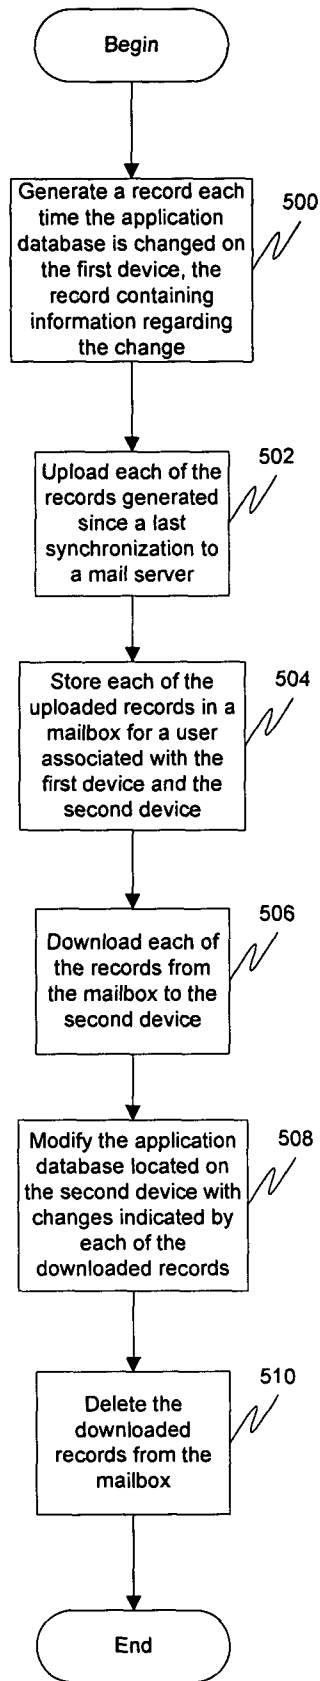 Begin
Generate a record each
time the application
database is changed on
the first device, the
record containing
information regarding
the change
500
Upload each of the
records generated
since a last
synchronization to
a mail server
502
Store each of the
uploaded records in a
mailbox for a user
associated with the
first device and the
second device
504
Download each of
the records from
the mailbox to the
second device
506
Modify the application
database located on
the second device with
changes indicated by
each of the
downloaded records
508
Delete the
downloaded
records from the
mailbox
510
End